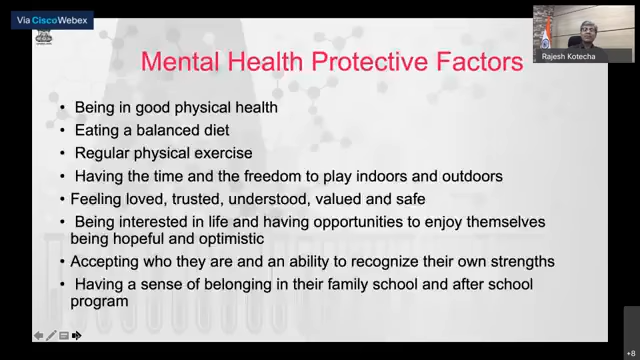 Via Cisco Webex
Rajesh Kotecha
Mental Health Protective Factors
• Being in good physical health
• Eating a balanced diet
• Regular physical exercise
• Having the time and the freedom to play indoors and outdoors
• Feeling loved, trusted, understood, valued and safe
• Being interested in life and having opportunities to enjoy themselves
being hopeful and optimistic
• Accepting who they are and an ability to recognize their own strengths
• Having a sense of belonging in their family school and after school
program
+8